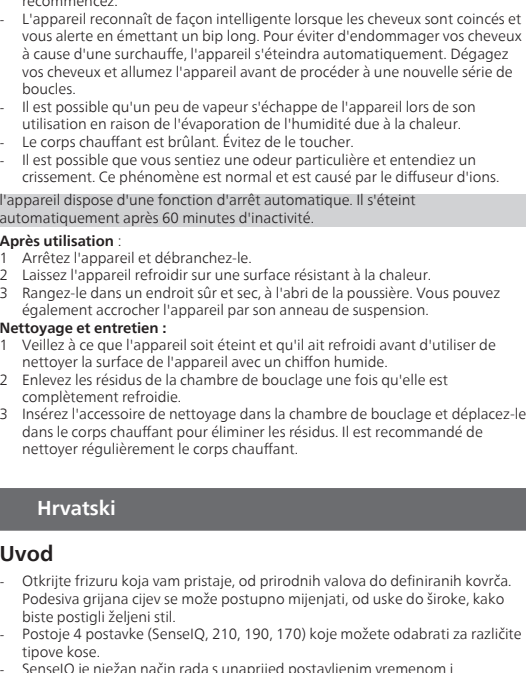 recommencez.
- L'appareil reconnaît de façon intelligente lorsque les cheveux sont coincés et
vous alerte en émettant un bip long. Pour éviter d'endommager vos cheveux
à cause d'une surchauffe, l'appareil s'éteindra automatiquement. Dégagez
vos cheveux et allumez l'appareil avant de procéder à une nouvelle série de
boucles.
- Il est possible qu'un peu de vapeur s'échappe de l'appareil lors de son
utilisation en raison de l'évaporation de l'humidité due à la chaleur.
- Le corps chauffant est brûlant. Évitez de le toucher.
- Il est possible que vous sentiez une odeur particulière et entendiez un
crissement. Ce phénomène est normal et est causé par le diffuseur d'ions.
l'appareil dispose d'une fonction d'arrêt automatique. Il s'éteint
automatiquement après 60 minutes d'inactivité.
Après utilisation :
1 Arrêtez l'appareil et débranchez-le.
2 Laissez l'appareil refroidir sur une surface résistant à la chaleur.
3 Rangez-le dans un endroit sûr et sec, à l'abri de la poussière. Vous pouvez
également accrocher l'appareil par son anneau de suspension.
Nettoyage et entretien :
1 Veillez à ce que l'appareil soit éteint et qu'il ait refroidi avant d'utiliser de
nettoyer la surface de l'appareil avec un chiffon humide.
2 Enlevez les résidus de la chambre de bouclage une fois qu'elle est
complètement refroidie.
3 Insérez l'accessoire de nettoyage dans la chambre de bouclage et déplacez-le
dans le corps chauffant pour éliminer les résidus. Il est recommandé de
nettoyer régulièrement le corps chauffant.
Hrvatski
Uvod
- Otkrijte frizuru koja vam pristaje, od prirodnih valova do definiranih kovrča.
Podesiva grijana cijev se može postupno mijenjati, od uske do široke, kako
biste postigli željeni stil.
- Postoje 4 postavke (SenseIQ, 210, 190, 170) koje možete odabrati za različite
tipove kose.
- SenseIQ je nježan način rada s unaprijed postavljenim vremenom i